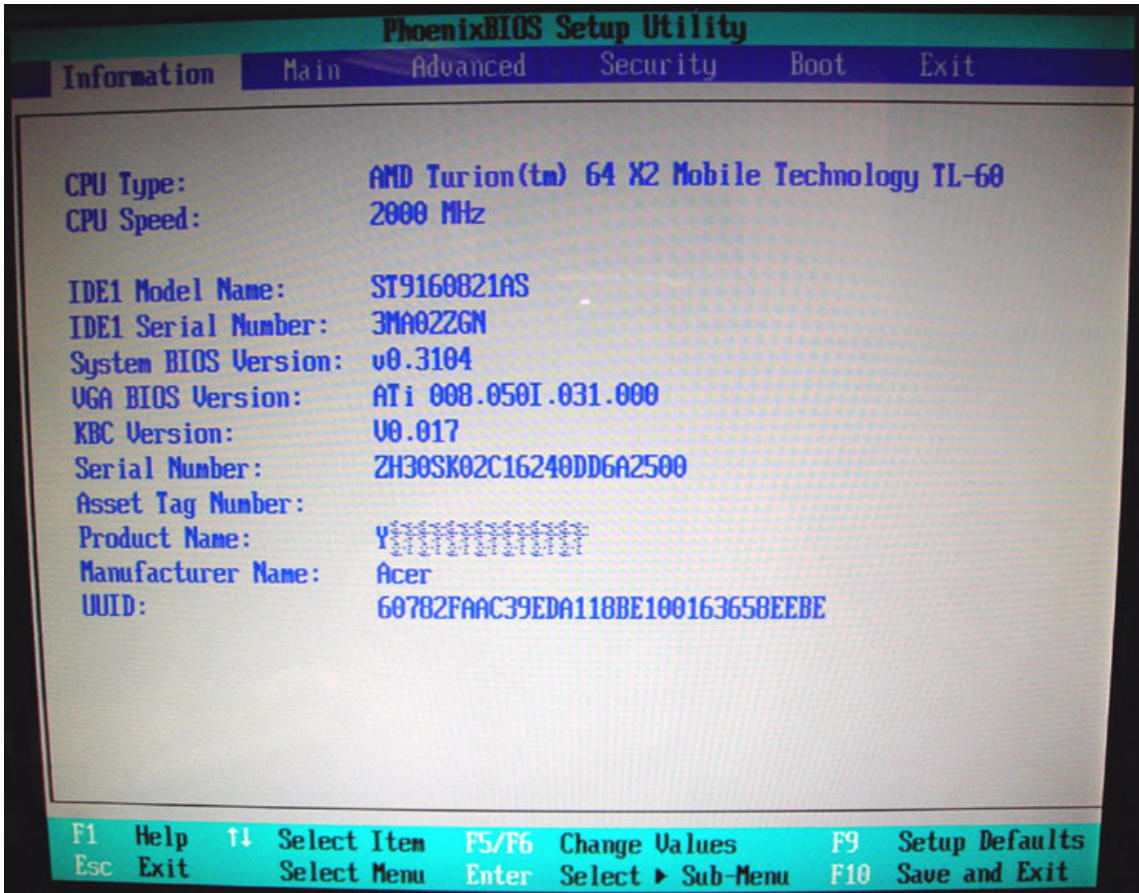 PhoenixBIOS Setup Utility
Information Main Advanced Security Boot Exit
CPU Type: AMD Turion(tm) 64 X2 Mobile Technology TL-60
CPU Speed: 2000 MHz
IDE1 Model Name: ST9160821AS
IDE1 Serial Number: 3MA02ZGN
System BIOS Version: v0.3104
VGA BIOS Version: ATi 008.050I.031.000
KBC Version: V0.017
Serial Number: ZH30SK02C16240DD6A2500
Asset Tag Number:
Product Name: Y
Manufacturer Name: Acer
UUID: 60782FAAC39EDA118BE100163658EEBE
F1 Help ↑↓ Select Item F5/F6 Change Values F9 Setup Defaults
Esc Exit Select Menu Enter Select ▶ Sub-Menu F10 Save and Exit